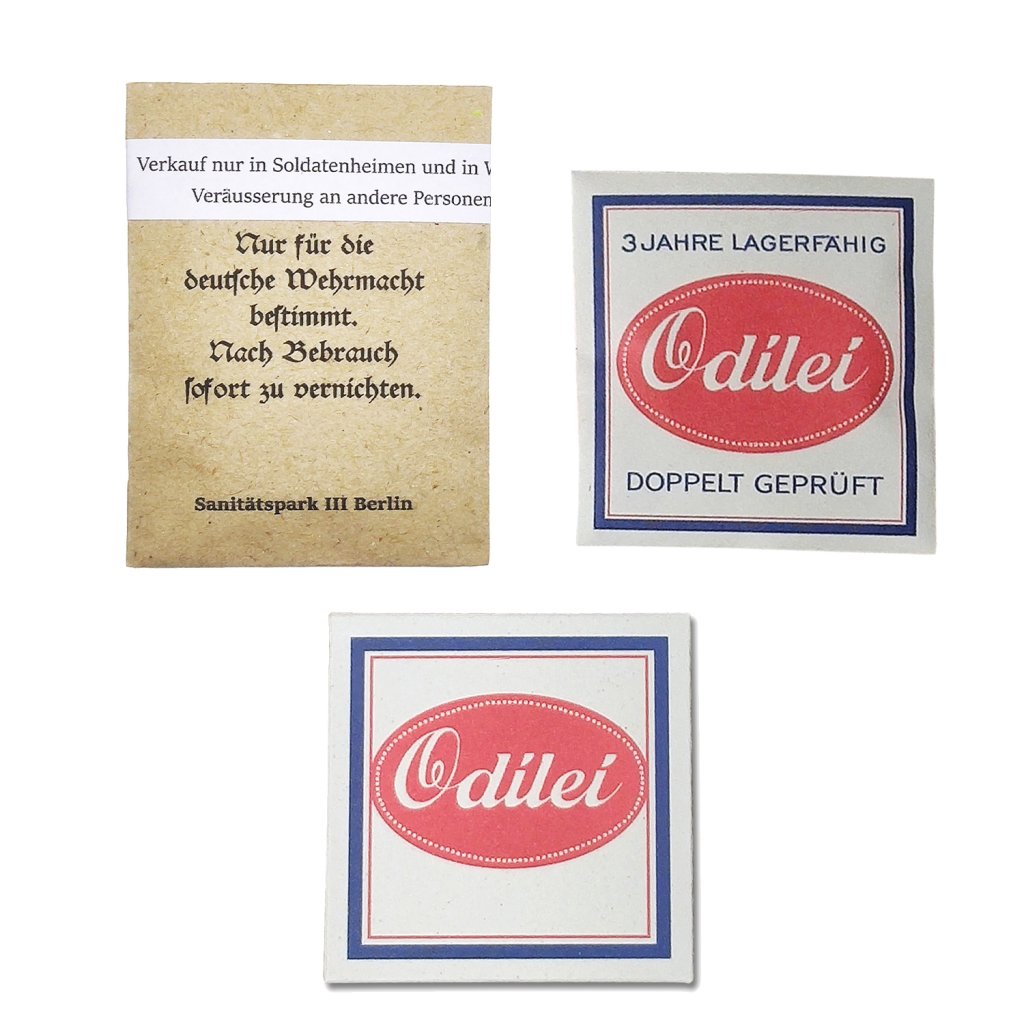 Verkauf nur in Soldatenheimen und in W
Veräusserung an andere Personen
Nur für die
deutsche Wehrmacht
bestimmt.
Nach Bebrauch
sofort zu vernichten.
Sanitätspark III Berlin
3 JAHRE LAGERFÄHIG
Odilei
DOPPELT GEPRÜFT
Odilei